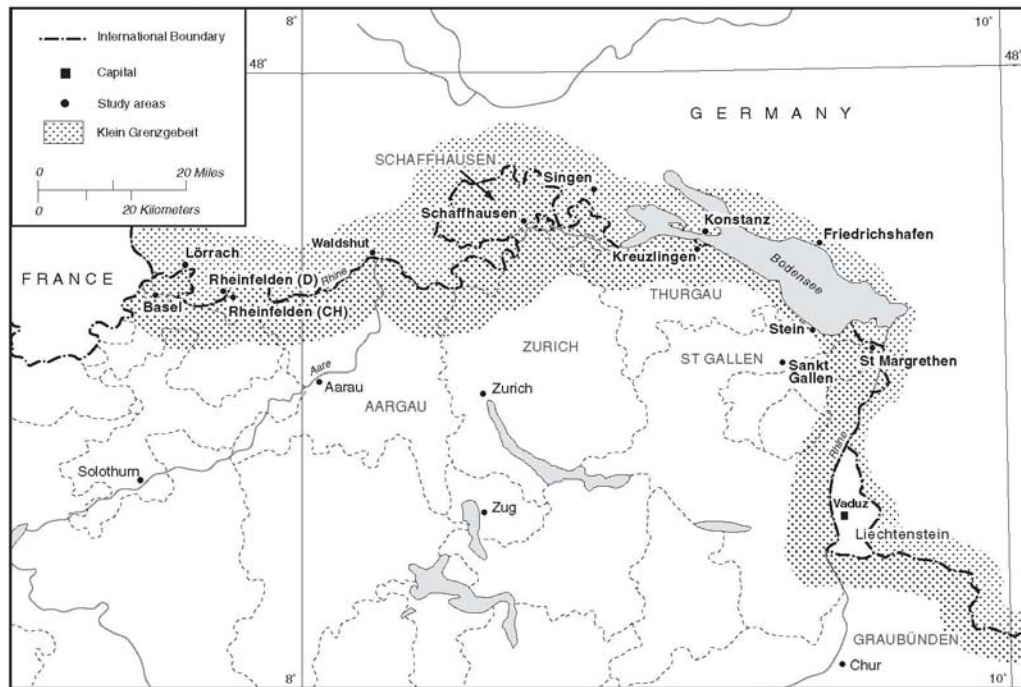 International Boundary
Capital
Study areas
Klein Grenzgebeit
0 20 Miles
0 20 Kilometers
8°
10°
48°
48°
GERMANY
SCHAFFHAUSEN
Singen
Schaffhausen
Konstanz
Waldshut
Friedrichshafen
Lörrach
Kreuzlingen
FRANCE
Rheinfelden (D)
Rhine
Bodensee
Basel
Rheinfelden (CH)
THURGAU
Stein
ZURICH
ST GALLEN
St Margrethen
Sankt
Gallen
Aare
Aarau
Zurich
AARGAU
Rhine
Solothurn
Vaduz
Zug
Liechtenstein
GRAUBÜNDEN
Chur
8°
10°